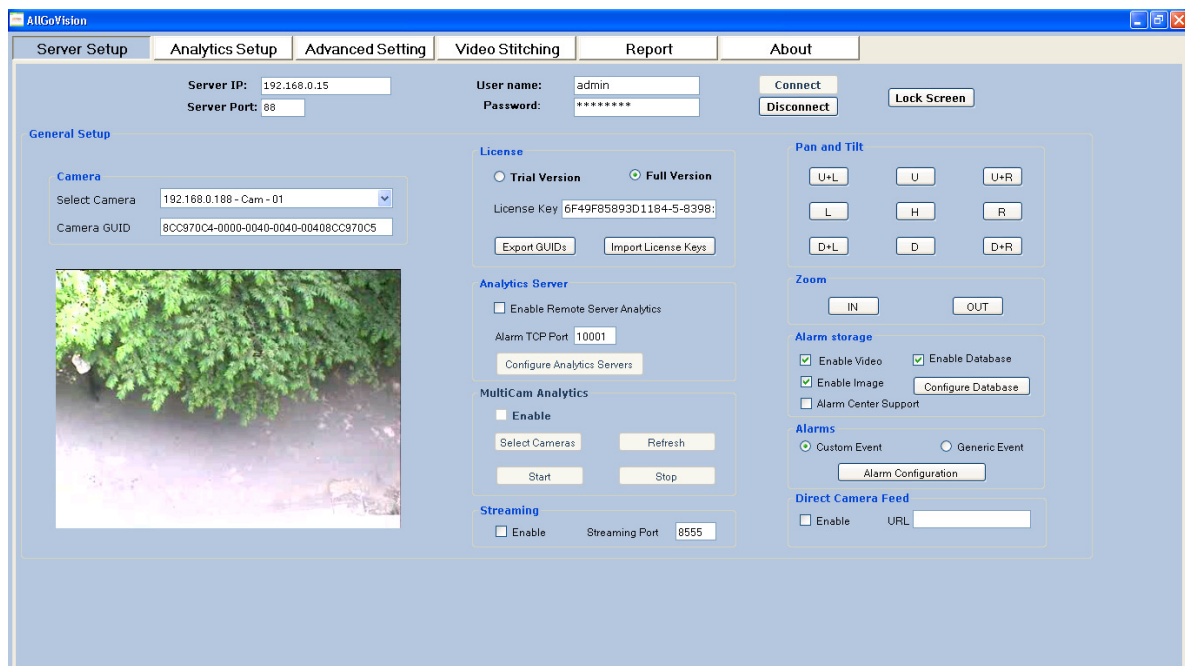 AllGoVision
Server Setup Analytics Setup Advanced Setting Video Stitching Report About
Server IP: 192.168.0.15 User name: admin Connect
Lock Screen
Server Port: 88 Password: ******** Disconnect
General Setup
Camera
Select Camera 192.168.0.188 - Cam - 01
Camera GUID 8CC970C4-0000-0040-0040-00408CC970C5
License
Trial Version Full Version
License Key 6F49F85893D1184-5-8398:
Export GUIDs Import License Keys
Analytics Server
Enable Remote Server Analytics
Alarm TCP Port 10001
Configure Analytics Servers
MultiCam Analytics
Enable
Select Cameras Refresh
Start Stop
Streaming
Enable Streaming Port 8555
Pan and Tilt
U+L U U+R
L H R
D+L D D+R
Zoom
IN OUT
Alarm storage
Enable Video Enable Database
Enable Image Configure Database
Alarm Center Support
Alarms
Custom Event Generic Event
Alarm Configuration
Direct Camera Feed
Enable URL